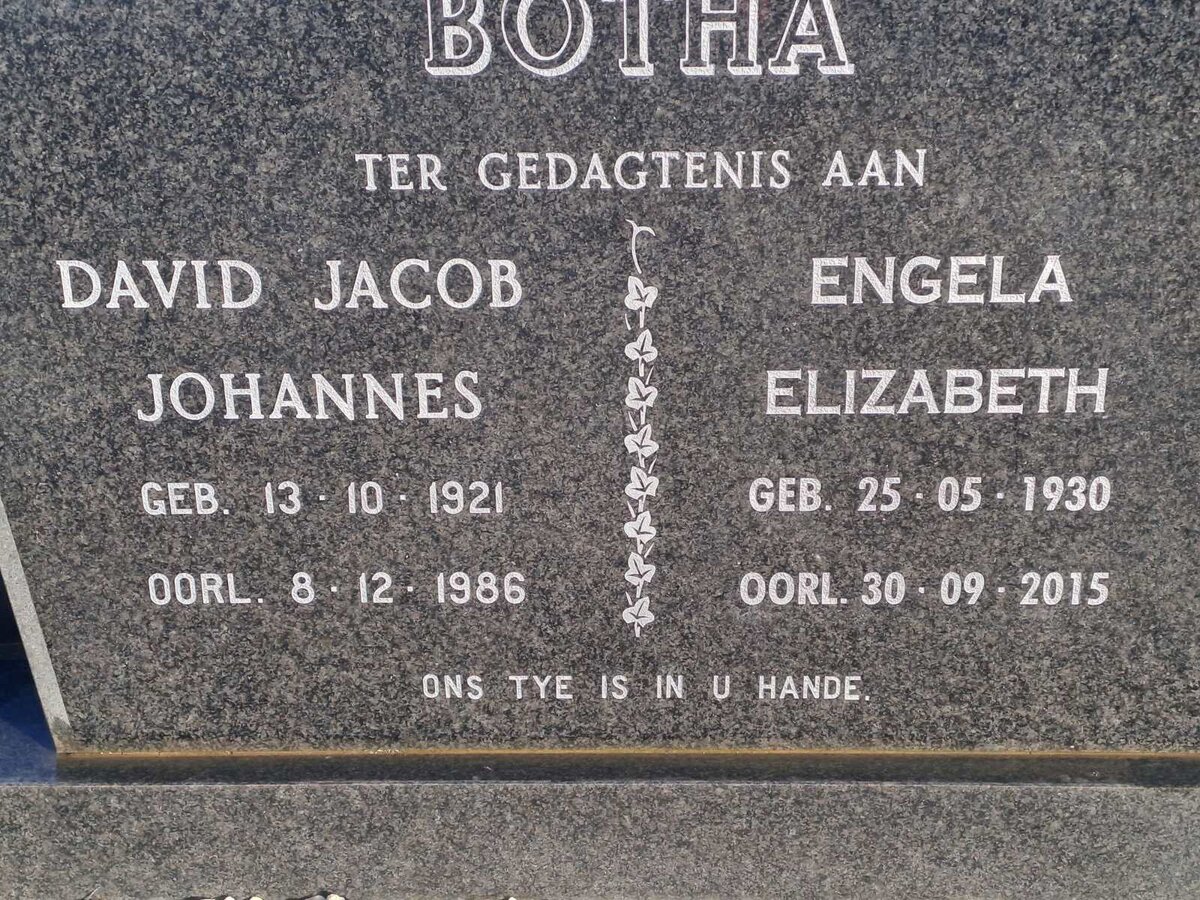 BOTHA
TER GEDAGTENIS AAN
DAVID JACOB
JOHANNES
GEB. 13 · 10 · 1921
OORL. 8 · 12 · 1986
ENGELA
ELIZABETH
GEB. 25 · 05 · 1930
OORL. 30 · 09 · 2015
ONS TYE IS IN U HANDE.